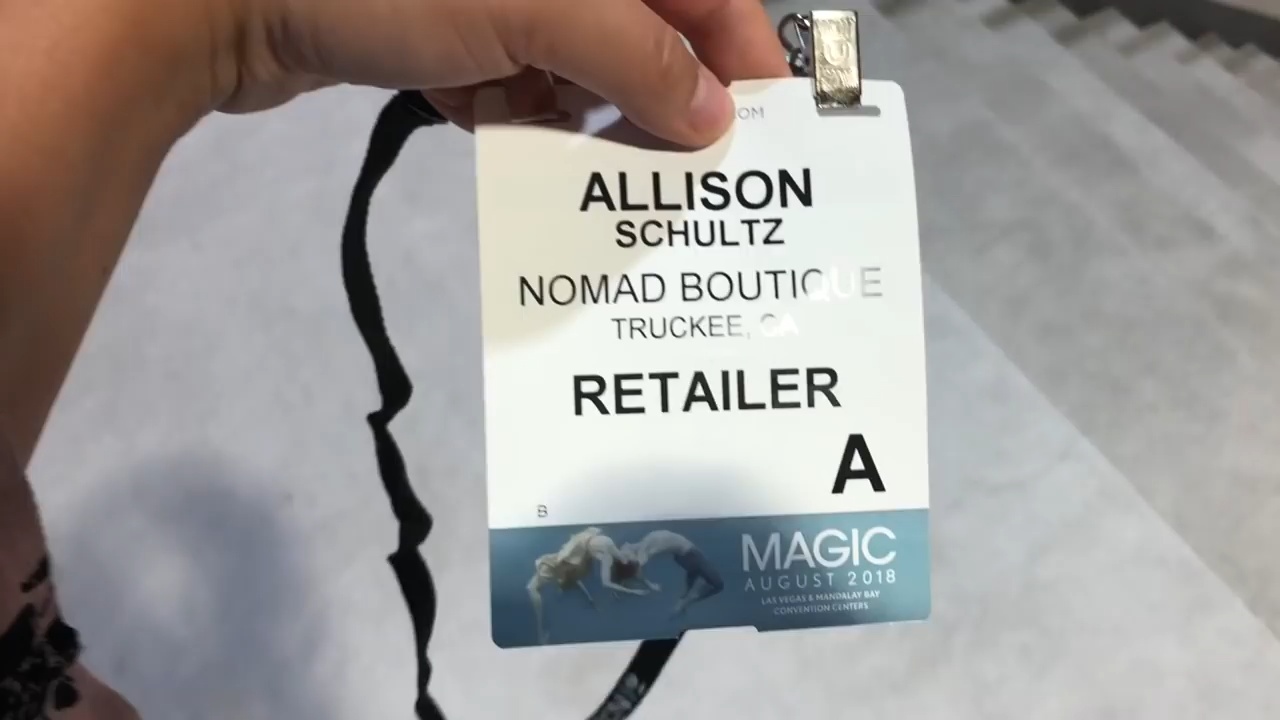 ALLISON
SCHULTZ
NOMAD BOUTIQUE
TRUCKEE, CA
RETAILER
A
B
MAGIC
AUGUST 2018
LAS VEGAS & MANDALAY BAY
CONVENTION CENTERS